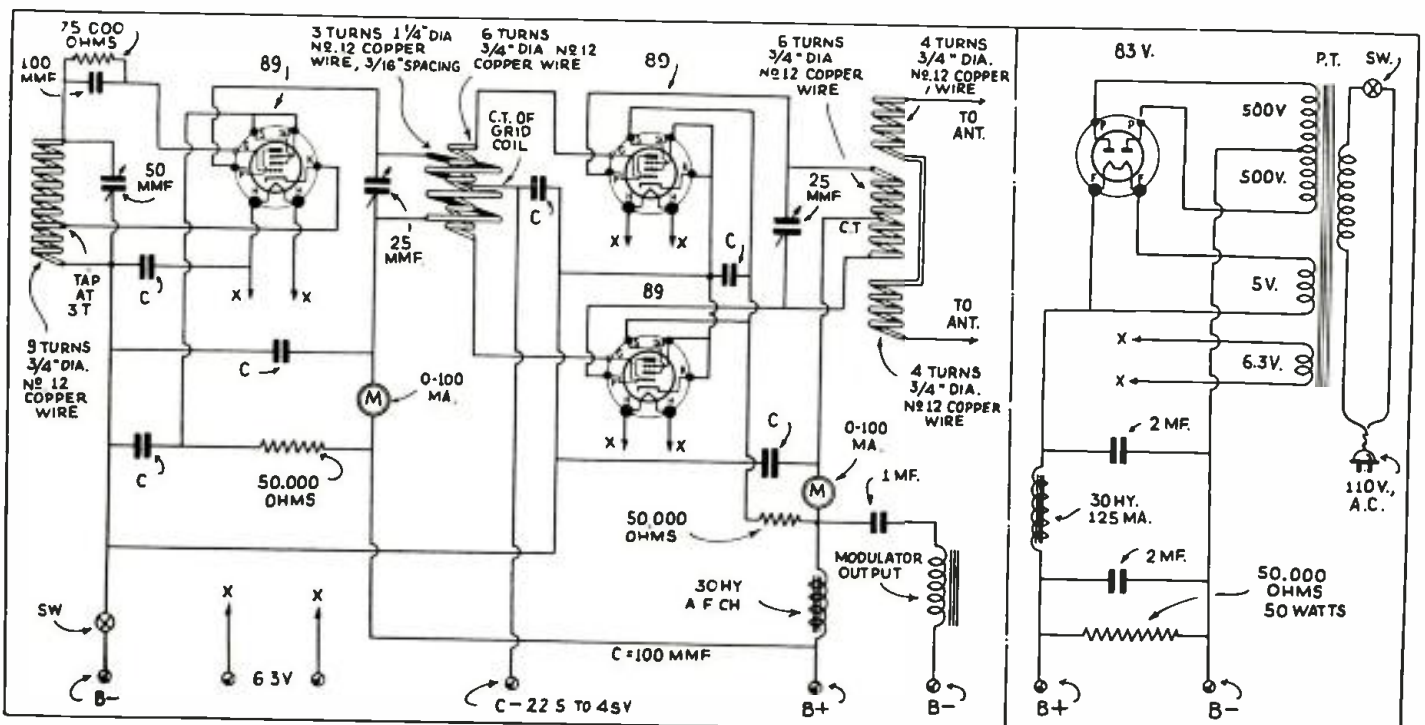 75 000
OHMS
100
MMF.
89
3 TURNS 1 1/4" DIA
No. 12 COPPER
WIRE, 3/16" SPACING
6 TURNS
3/4" DIA No 12
COPPER WIRE
C.T. OF
GRID
COIL
89
6 TURNS
3/4" DIA
No 12 COPPER
WIRE
4 TURNS
3/4" DIA.
No. 12 COPPER
WIRE
TO
ANT.
50
MMF
25
MMF.
C
25
MMF
C.T
TAP
AT
3 T
C
X
X
X
X
C
89
TO
ANT.
9 TURNS
3/4" DIA.
No 12
COPPER
WIRE
C
M
0-100
MA.
X
X
4 TURNS
3/4" DIA.
No 12 COPPER
WIRE
C
50.000
OHMS
C
0-100
MA.
M
1 MF.
50,000
OHMS
MODULATOR
OUTPUT
30 HY
A F CH
SW
X
X
6 3V
C = 100 MMF
B-
C - 22 5 TO 45V
B+
B-
83 V.
P.T.
SW.
P
P
F
F
500V
500V.
5V.
X
X
6.3V.
2 MF.
110V.,
A.C.
30 HY.
125 MA.
2 MF.
50.000
OHMS
50 WATTS
B+
B-